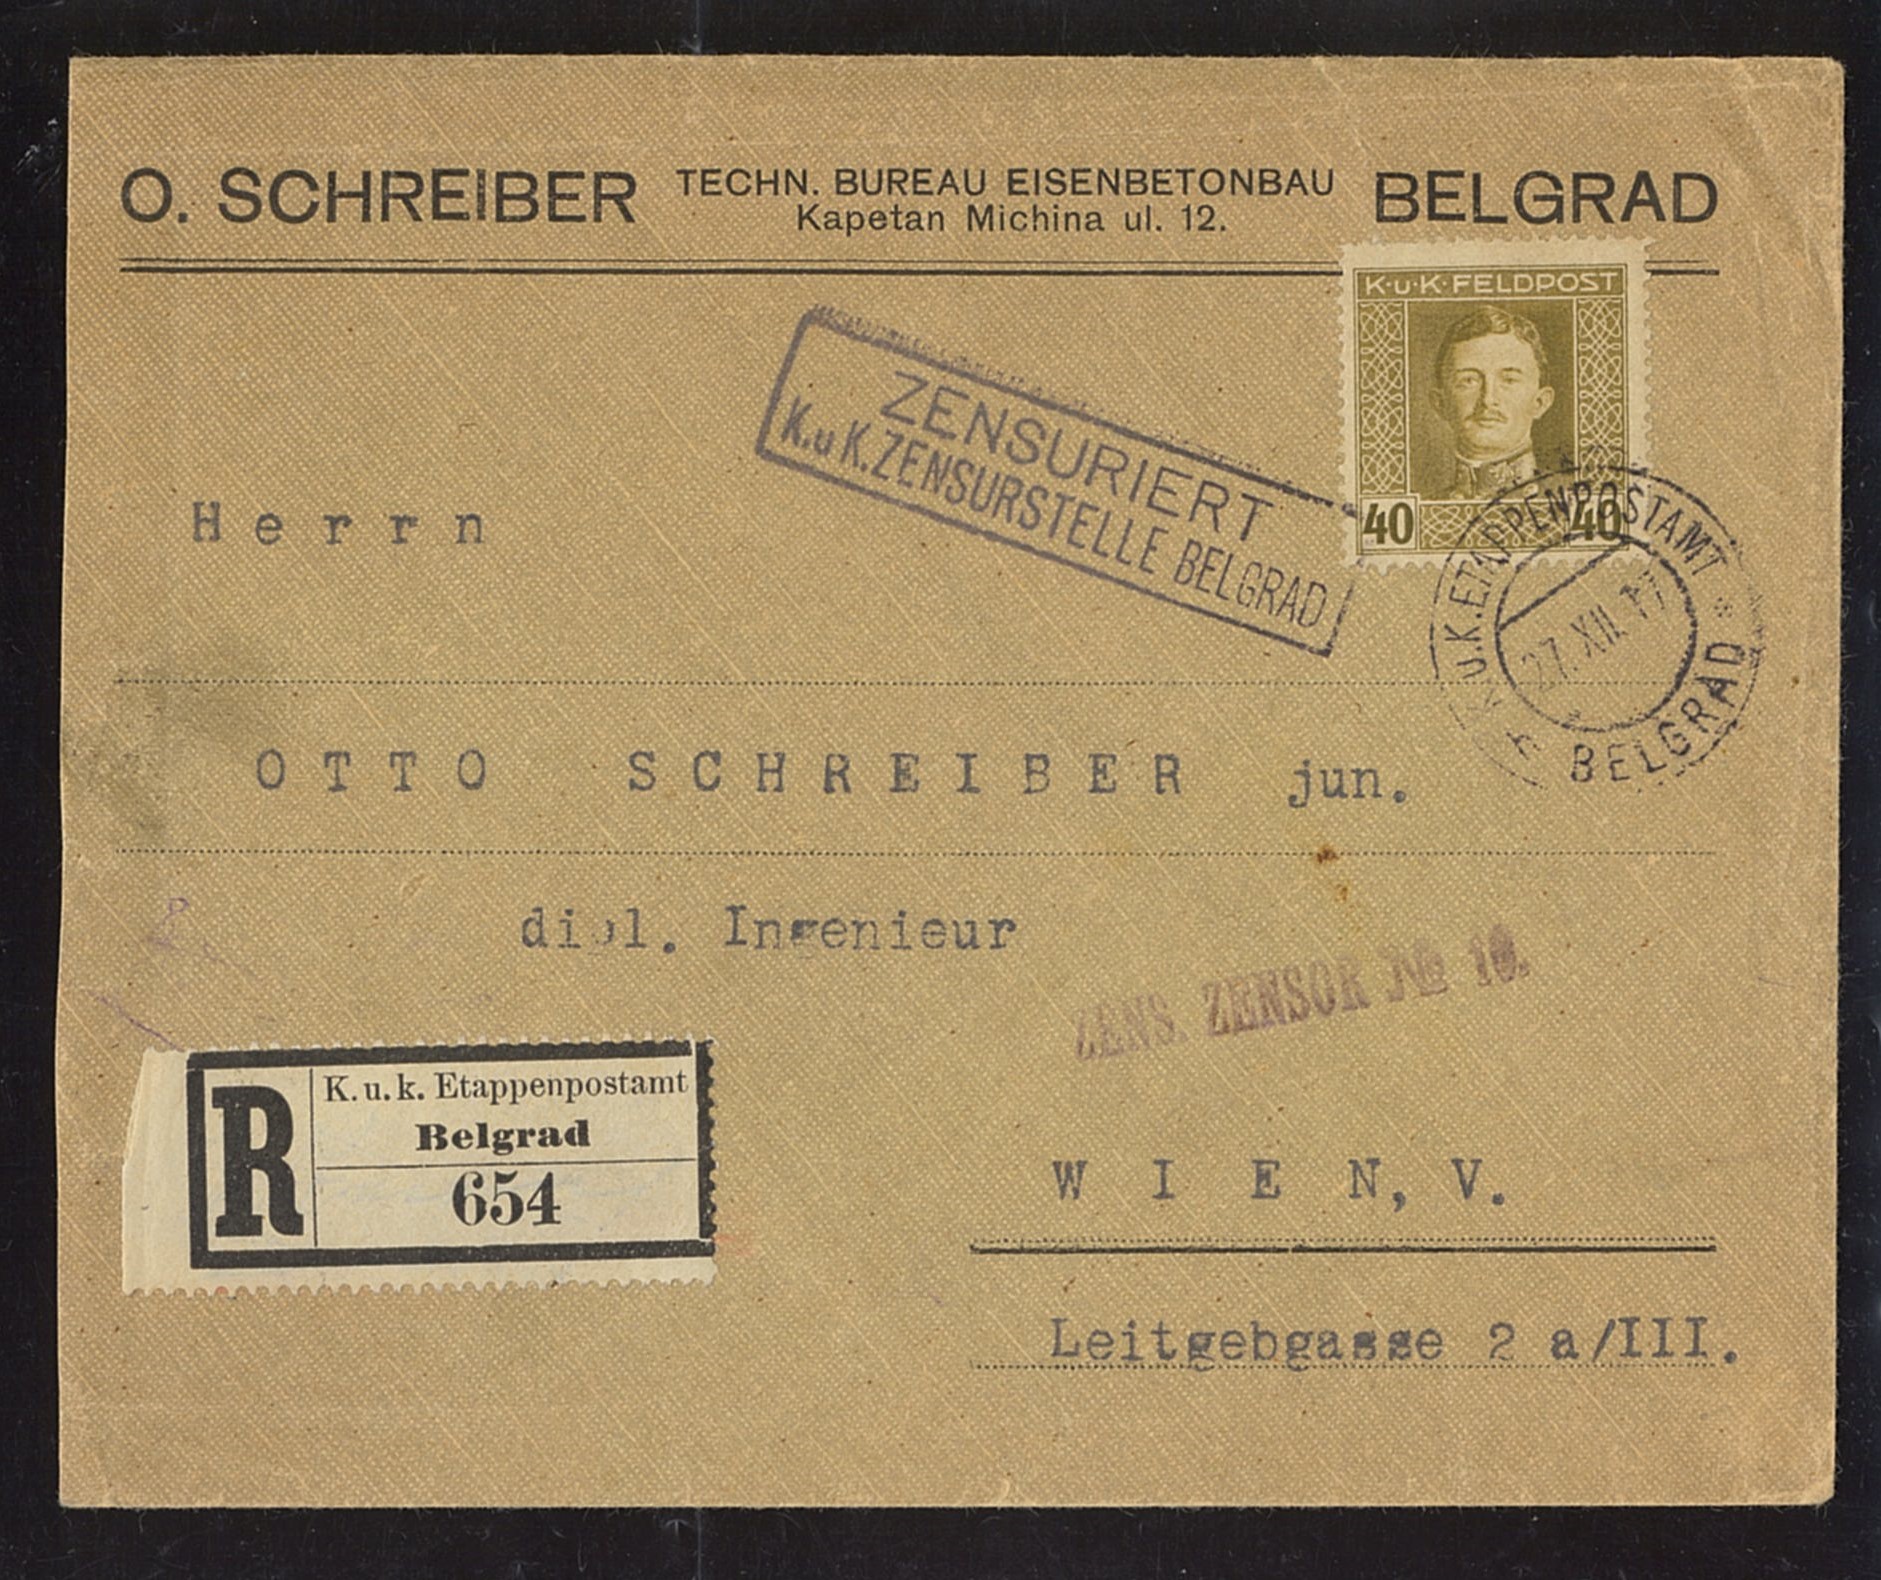 O. SCHREIBER TECHN. BUREAU EISENBETONBAU BELGRAD
Kapetan Michina ul. 12.
K·u·K·FELDPOST
40 40
ZENSURIERT
K.u K.ZENSURSTELLE BELGRAD
K.u.K.ETAPPENPOSTAMT
27. XII. 17
BELGRAD
Herrn
OTTO SCHREIBER jun.
dipl. Ingenieur
ZENS. ZENSOR № 10.
R
K. u. k. Etappenpostamt
Belgrad
654
WIEN, V.
Leitgebgasse 2 a/III.